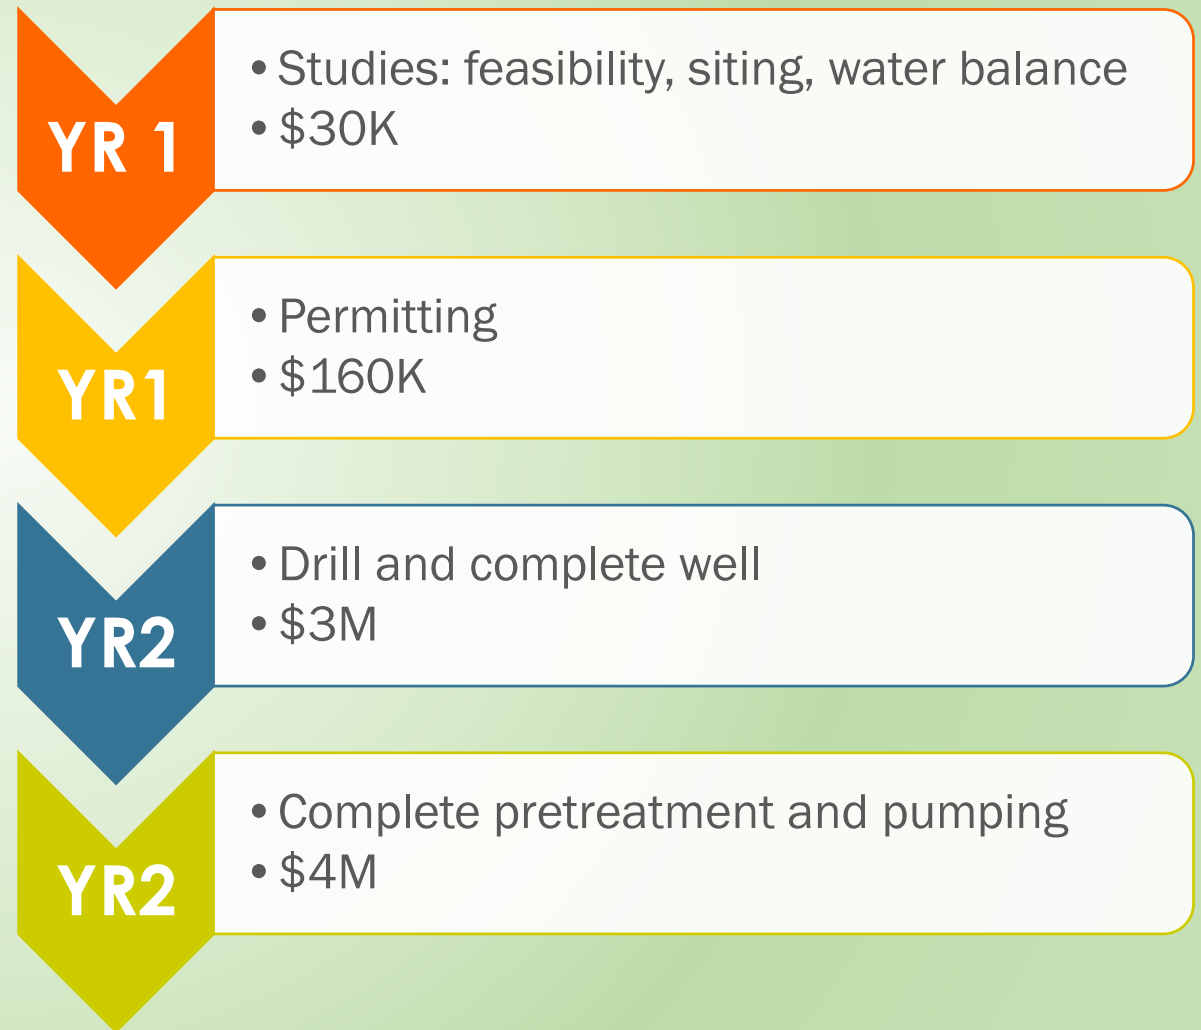 YR 1
• Studies: feasibility, siting, water balance
• $30K
YR1
• Permitting
• $160K
YR2
• Drill and complete well
• $3M
YR2
• Complete pretreatment and pumping
• $4M